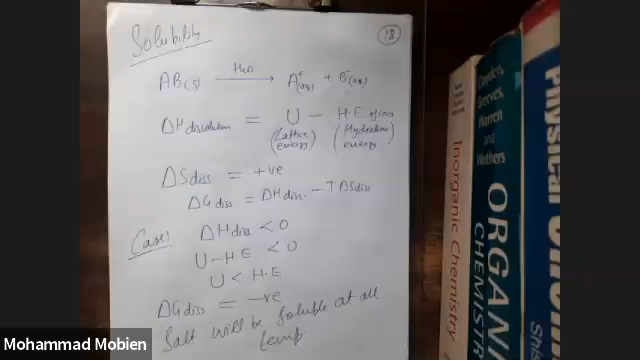 Solubility
18
AB(s) H₂O → A⁺(aq) + B⁻(aq)
ΔH dissolution = U − H.E of ions
(Lattice energy) (Hydration energy)
ΔS diss = +ve
ΔG diss = ΔH diss. − T ΔS diss
Case I ΔH diss < 0
U − H E < 0
U < H.E
ΔG diss = −ve
Salt will be soluble at all
temp
Inorganic Chemistry
Clayden, Greeves, Warren and Wothers
ORGANIC CHEMISTRY
Physical
Mohammad Mobien